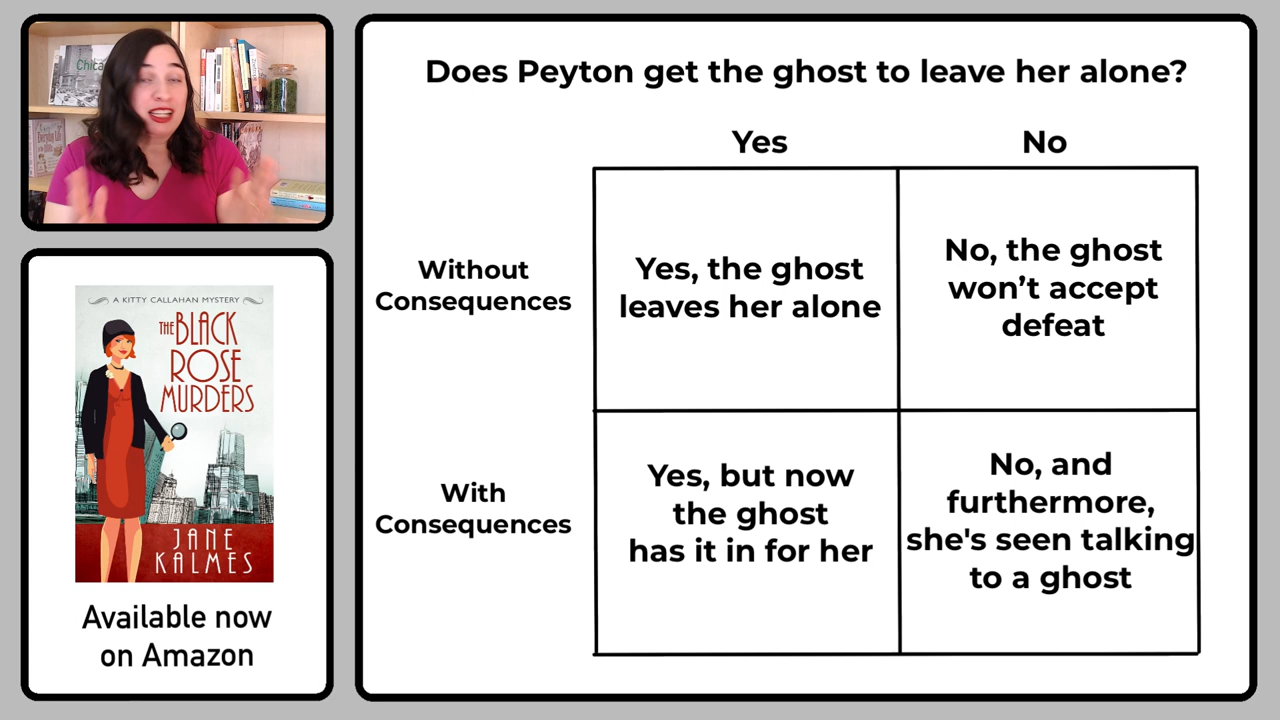 Chica
Does Peyton get the ghost to leave her alone?
Yes
No
Without
Consequences
Yes, the ghost
leaves her alone
No, the ghost
won’t accept
defeat
With
Consequences
Yes, but now
the ghost
has it in for her
No, and
furthermore,
she's seen talking
to a ghost
A KITTY CALLAHAN MYSTERY
THE BLACK
ROSE
MURDERS
JANE
KALMES
Available now
on Amazon